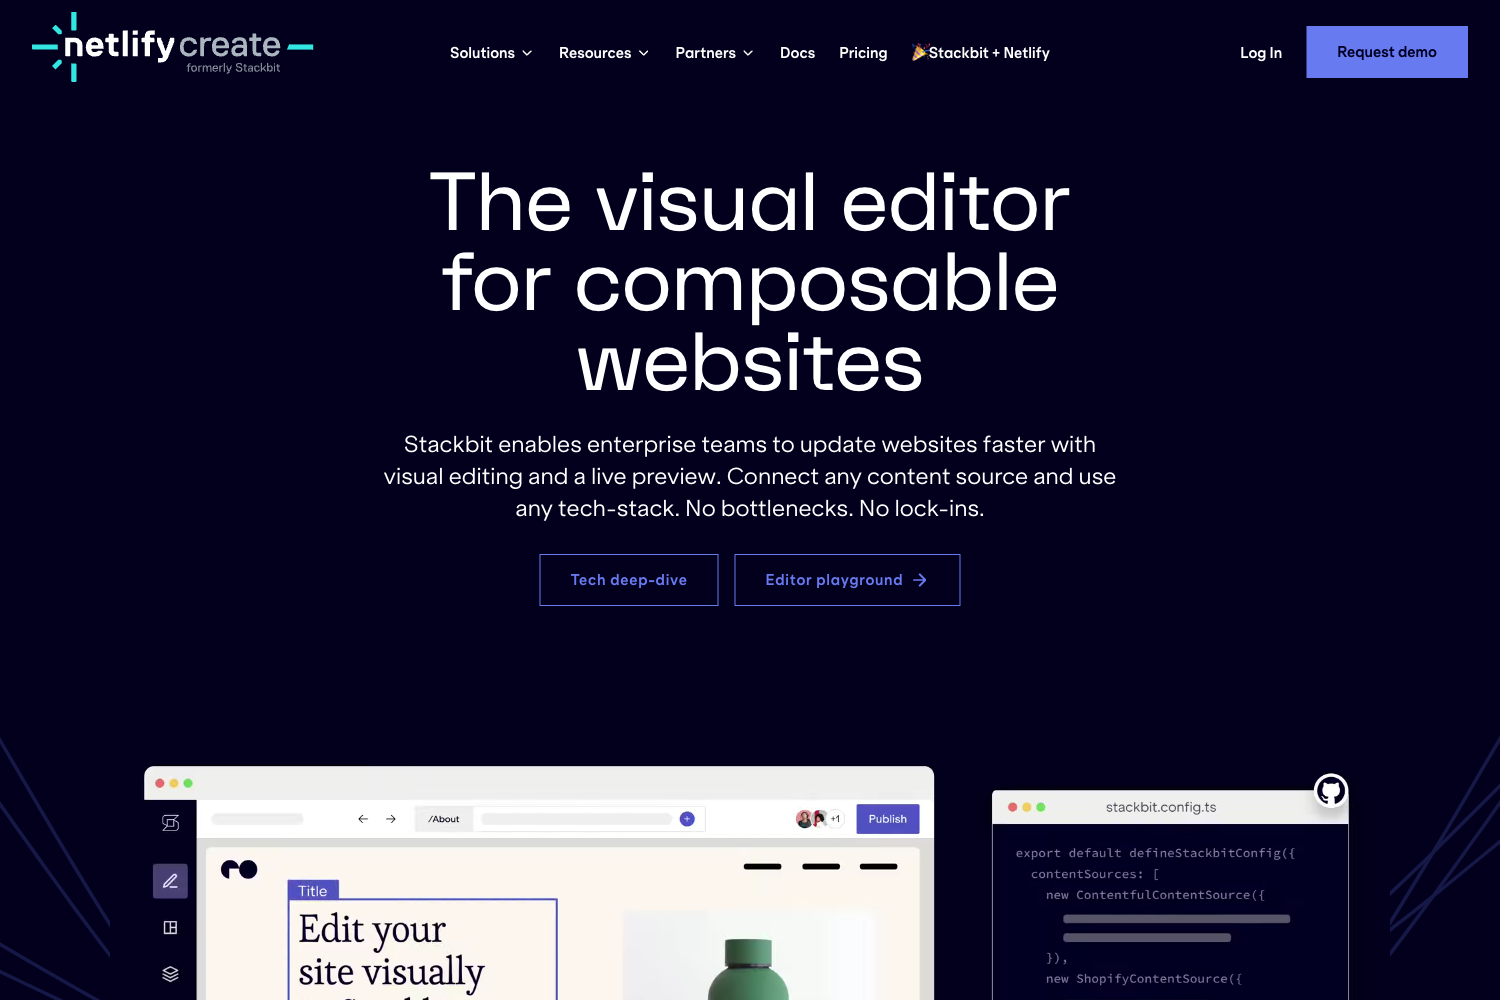 netlify create
formerly Stackbit
Solutions
Resources
Partners
Docs
Pricing
🎉Stackbit + Netlify
Log In
Request demo
The visual editor
for composable
websites
Stackbit enables enterprise teams to update websites faster with
visual editing and a live preview. Connect any content source and use
any tech-stack. No bottlenecks. No lock-ins.
Tech deep-dive
Editor playground →
/About
+1
Publish
Title
Edit your
site visually
stackbit.config.ts
export default defineStackbitConfig({
contentSources: [
new ContentfulContentSource({
}),
new ShopifyContentSource({